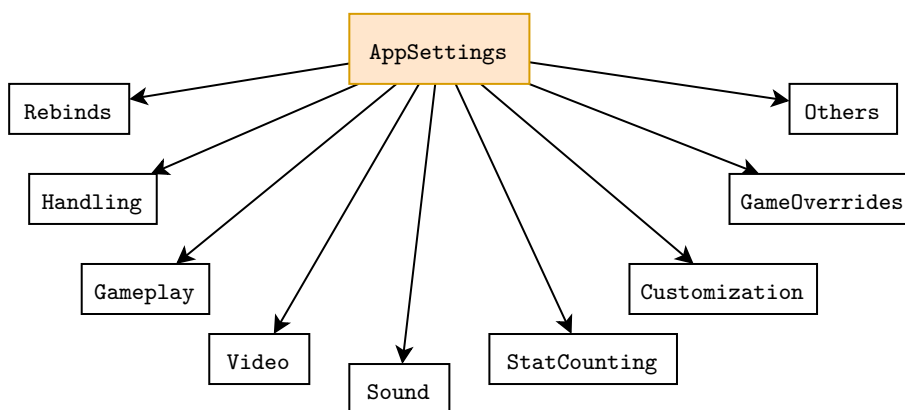 AppSettings
Rebinds
Others
Handling
GameOverrides
Gameplay
Customization
Video
StatCounting
Sound